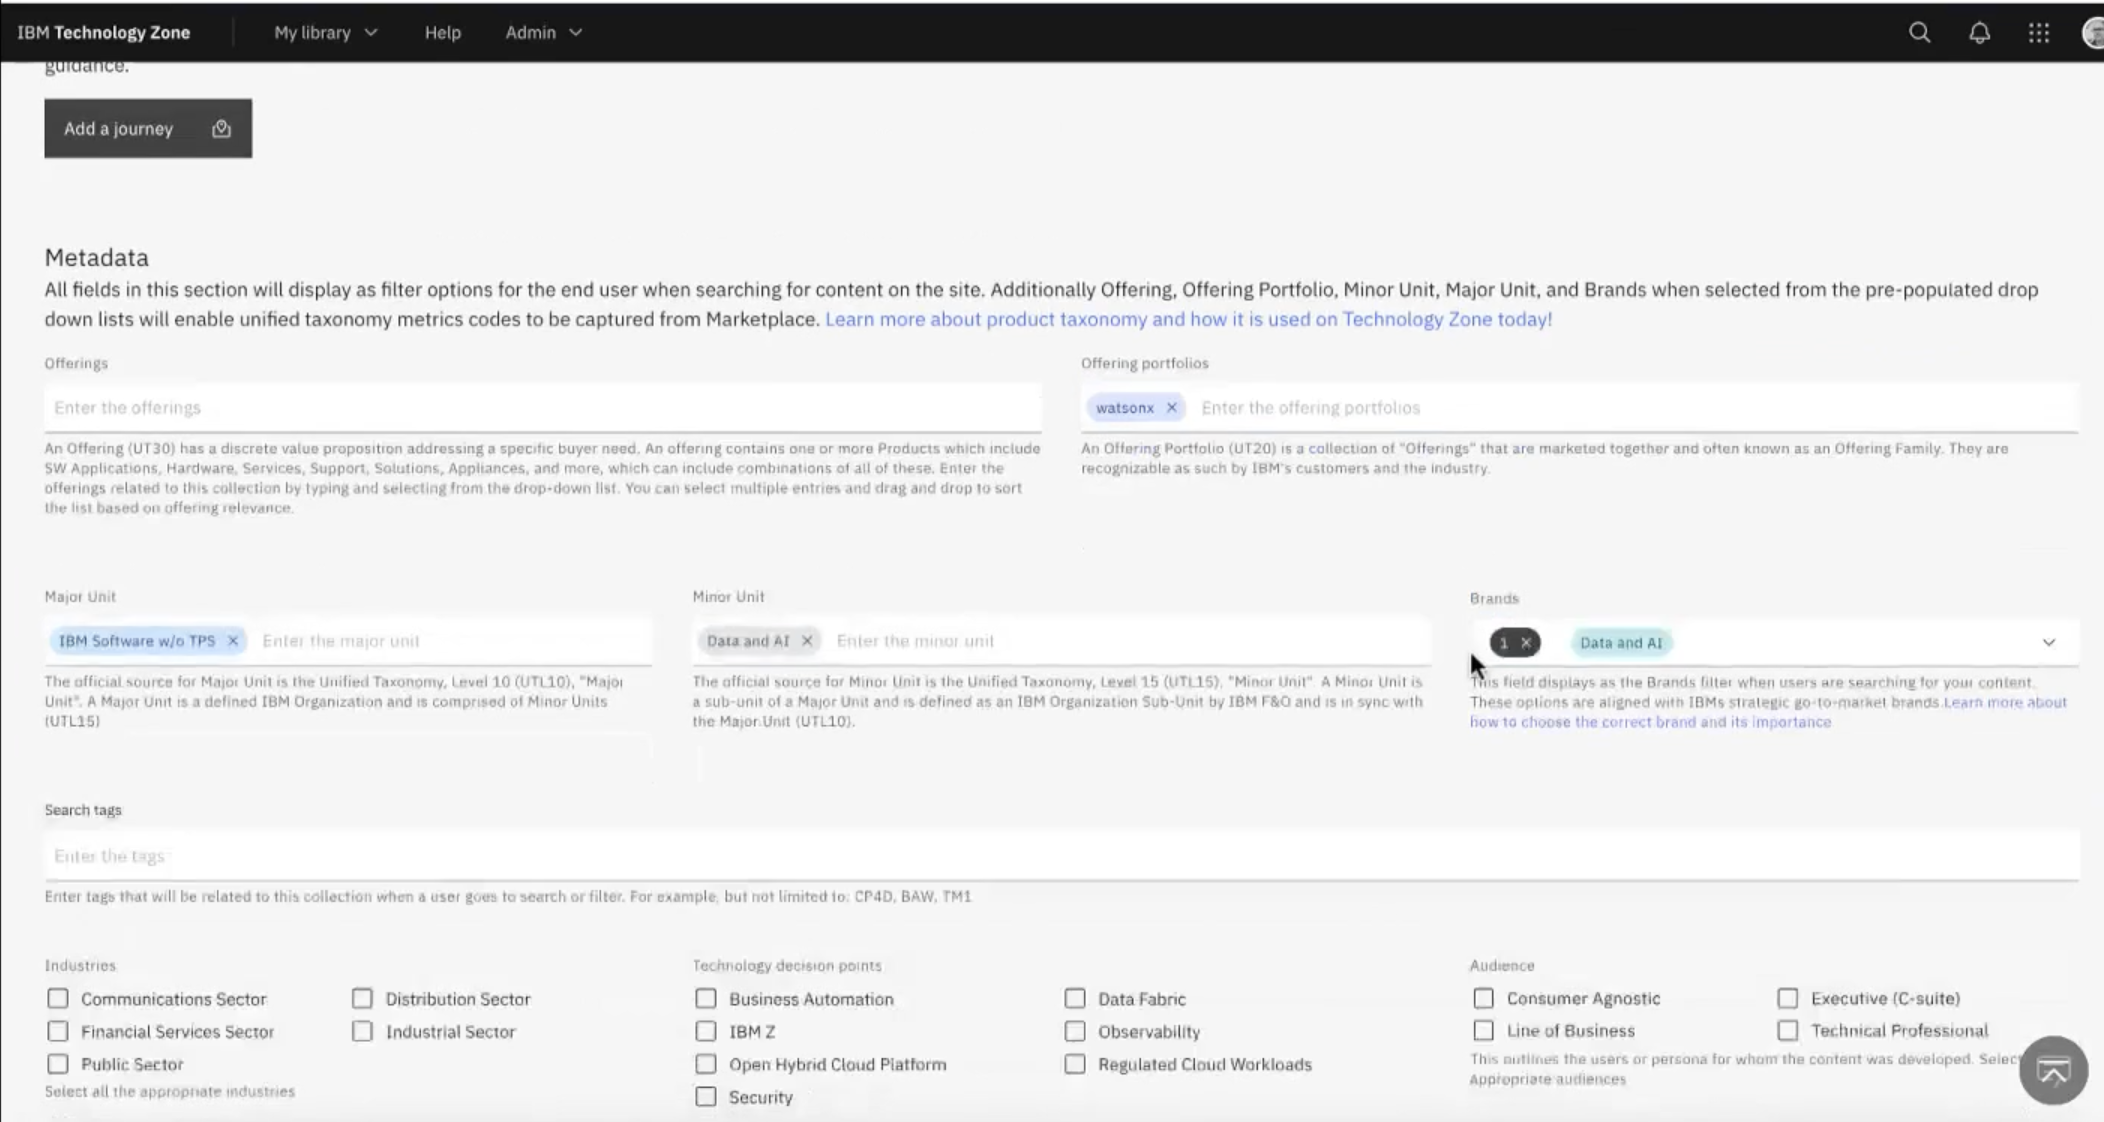 IBM Technology Zone My library Help Admin
guidance.
Add a journey
Metadata
All fields in this section will display as filter options for the end user when searching for content on the site. Additionally Offering, Offering Portfolio, Minor Unit, Major Unit, and Brands when selected from the pre-populated drop
down lists will enable unified taxonomy metrics codes to be captured from Marketplace. Learn more about product taxonomy and how it is used on Technology Zone today!
Offerings
Enter the offerings
An Offering (UT30) has a discrete value proposition addressing a specific buyer need. An offering contains one or more Products which include
SW Applications, Hardware, Services, Support, Solutions, Appliances, and more, which can include combinations of all of these. Enter the
offerings related to this collection by typing and selecting from the drop-down list. You can select multiple entries and drag and drop to sort
the list based on offering relevance.
Offering portfolios
watsonx × Enter the offering portfolios
An Offering Portfolio (UT20) is a collection of "Offerings" that are marketed together and often known as an Offering Family. They are
recognizable as such by IBM's customers and the industry.
Major Unit
IBM Software w/o TPS × Enter the major unit
The official source for Major Unit is the Unified Taxonomy, Level 10 (UTL10), "Major
Unit". A Major Unit is a defined IBM Organization and is comprised of Minor Units
(UTL15)
Minor Unit
Data and AI × Enter the minor unit
The official source for Minor Unit is the Unified Taxonomy, Level 15 (UTL15), "Minor Unit" A Minor Unit is
a sub-unit of a Major Unit and is defined as an IBM Organization Sub-Unit by IBM F&O and is in sync with
the Major Unit (UTL10).
Brands
1 × Data and AI
This field displays as the Brands filter when users are searching for your content.
These options are aligned with IBMs strategic go-to-market brands.Learn more about
how to choose the correct brand and its importance
Search tags
Enter the tags
Enter tags that will be related to this collection when a user goes to search or filter. For example, but not limited to: CP4D, BAW, TM1
Industries
Communications Sector Distribution Sector
Financial Services Sector Industrial Sector
Public Sector
Select all the appropriate industries
Technology decision points
Business Automation Data Fabric
IBM Z Observability
Open Hybrid Cloud Platform Regulated Cloud Workloads
Security
Audience
Consumer Agnostic Executive (C-suite)
Line of Business Technical Professional
This outlines the users or persona for whom the content was developed. Selec
Appropriate audiences